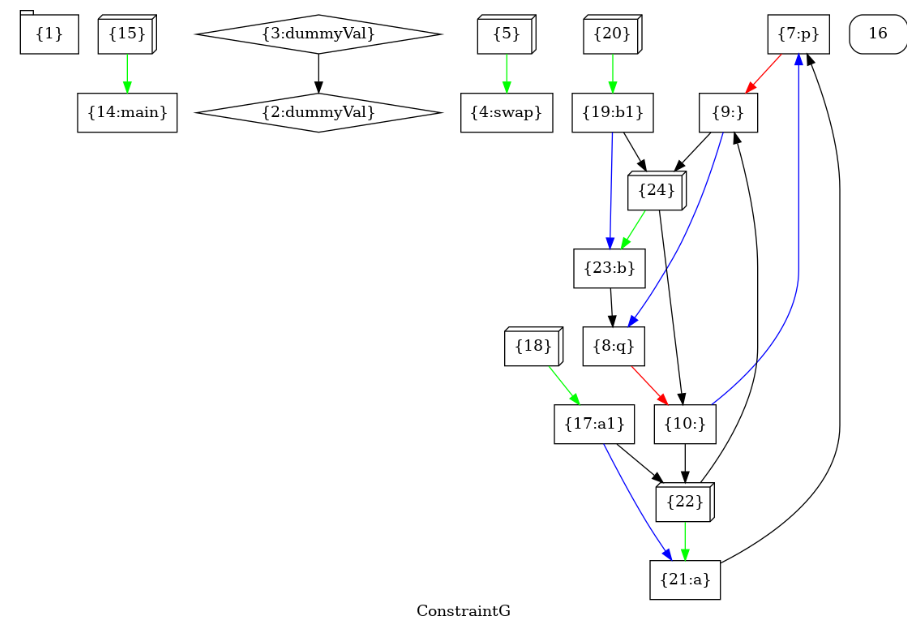 {1}
{15}
{3:dummyVal}
{5}
{20}
{7:p}
16
{14:main}
{2:dummyVal}
{4:swap}
{19:b1}
{9:}
{24}
{23:b}
{18}
{8:q}
{17:a1}
{10:}
{22}
{21:a}
ConstraintG